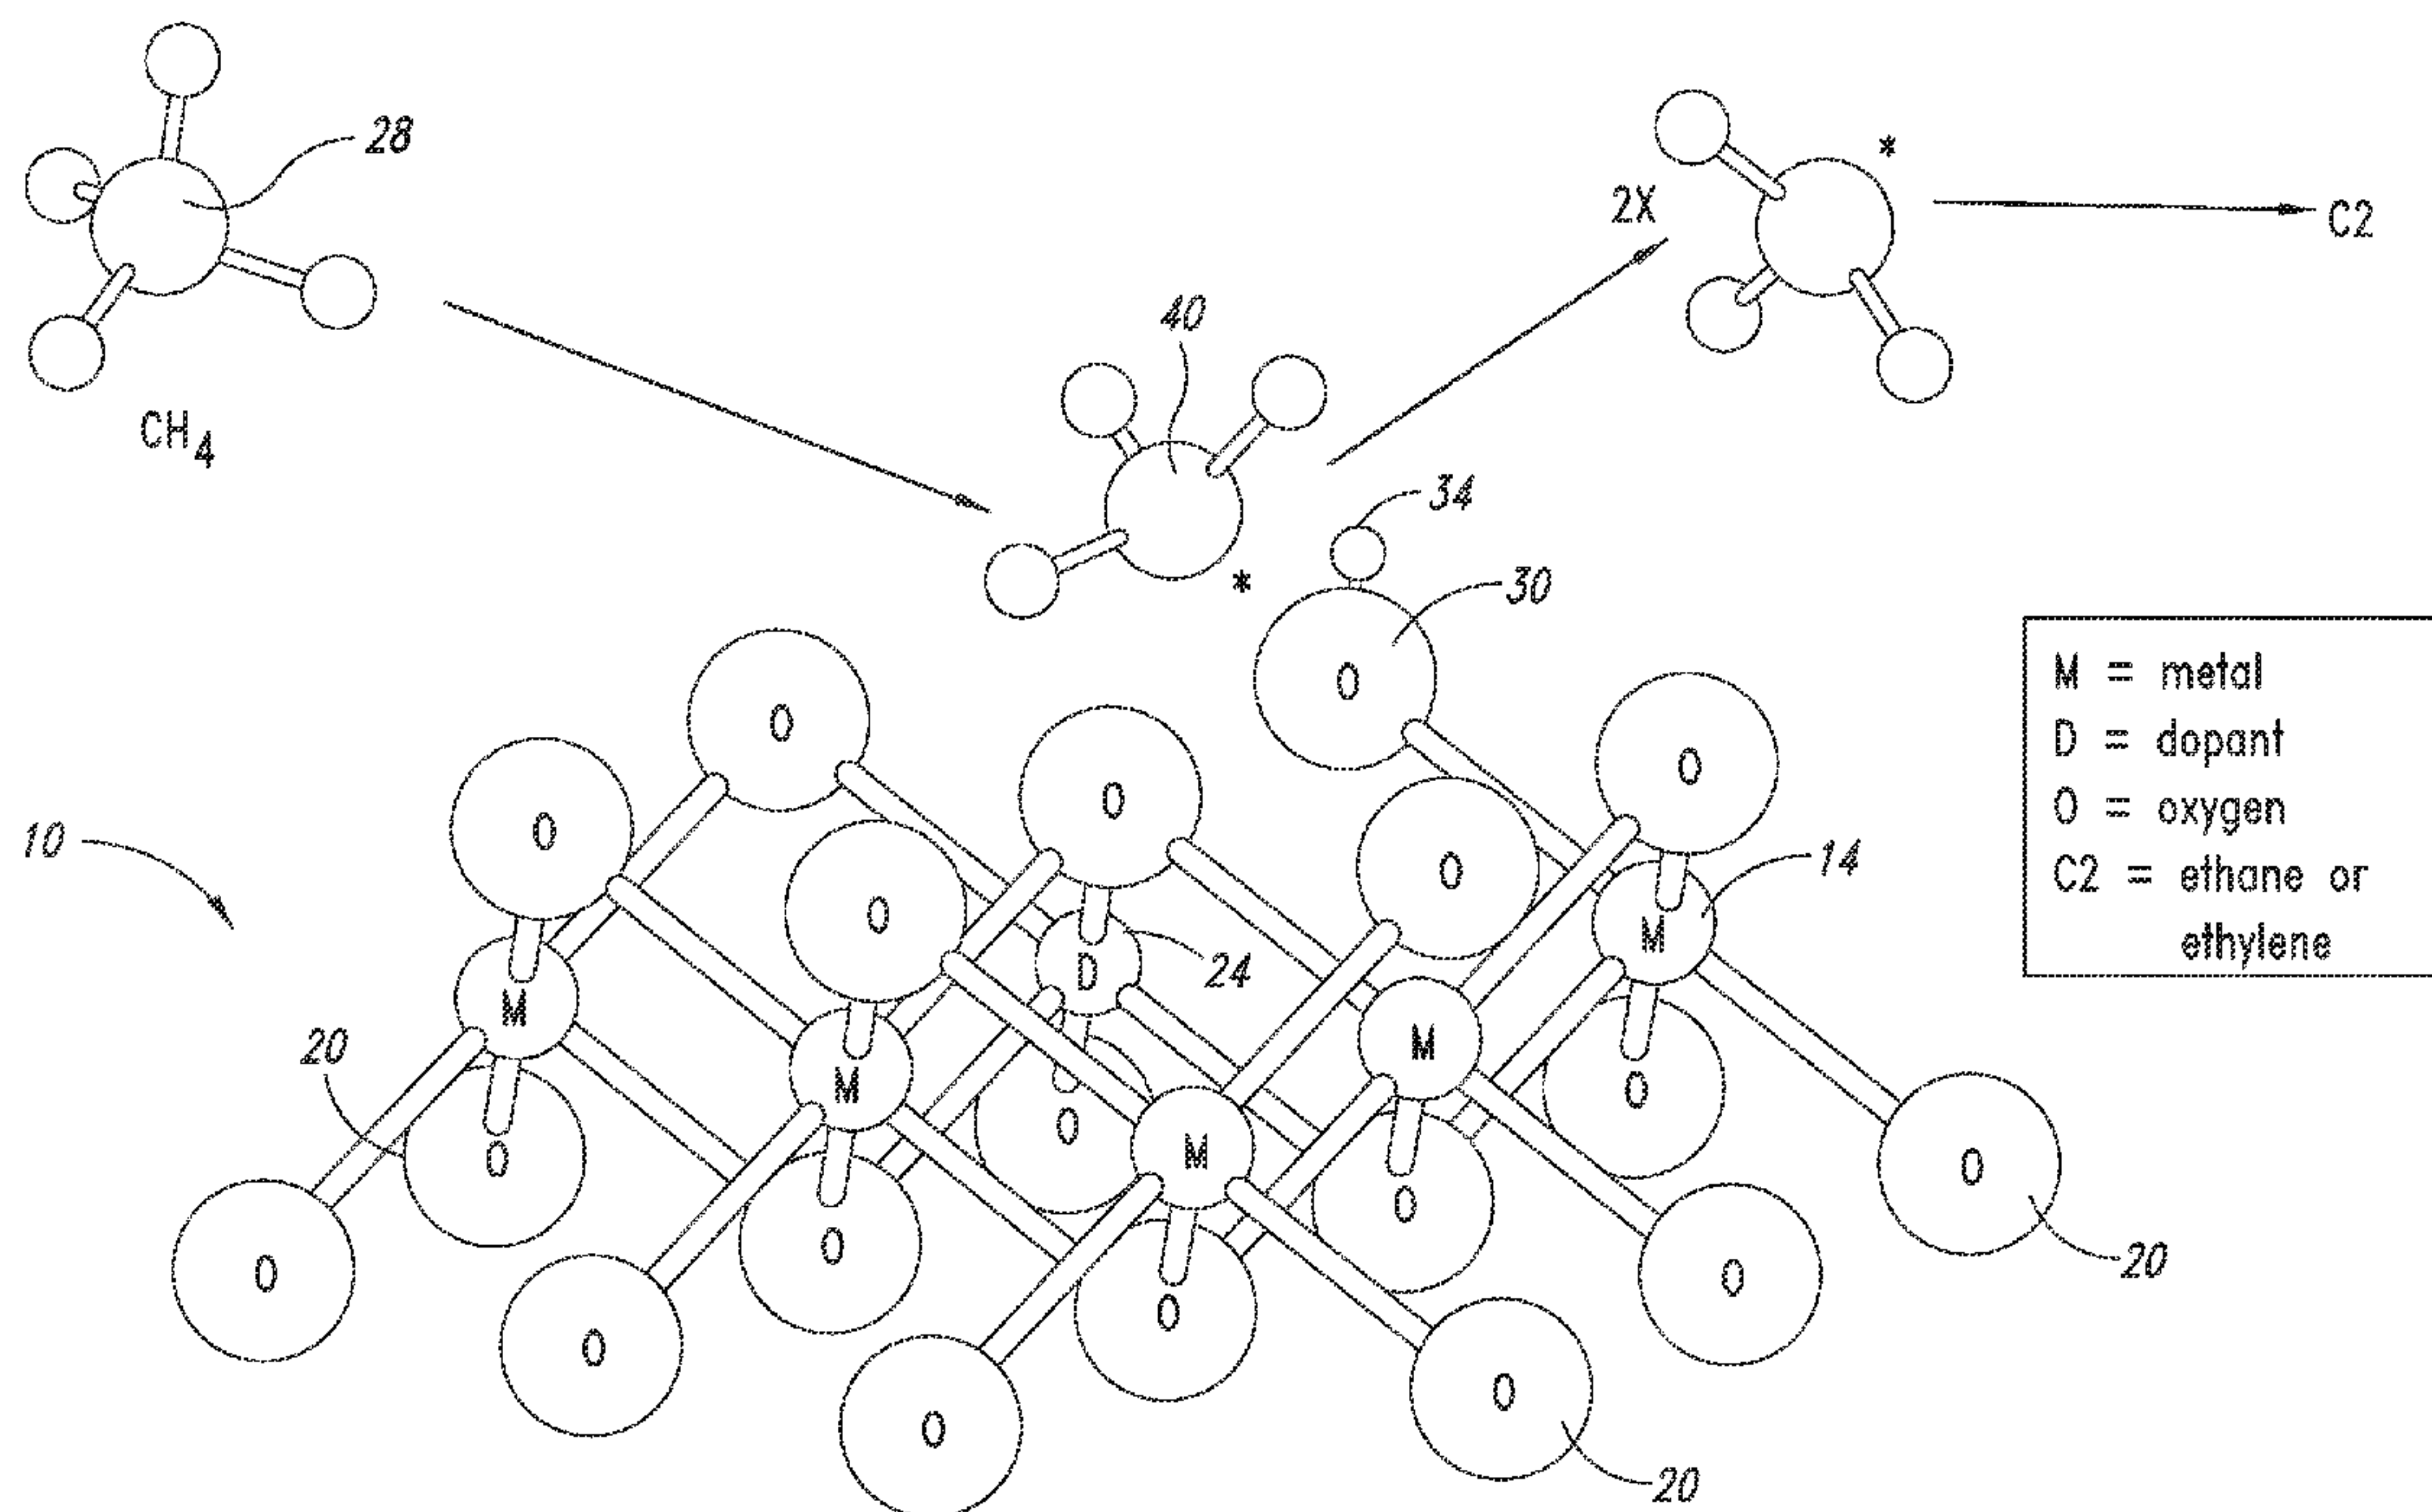 28
*
2X
C2
CH4
40
34
*
30
M = metal
D = dopant
O = oxygen
C2 = ethane or
ethylene
O
O
O
O
O
10
O
O
O
14
M
24
D
M
20
M
M
O
O
O
M
O
O
O
O
O
O
O
20
O
O
O
O
20